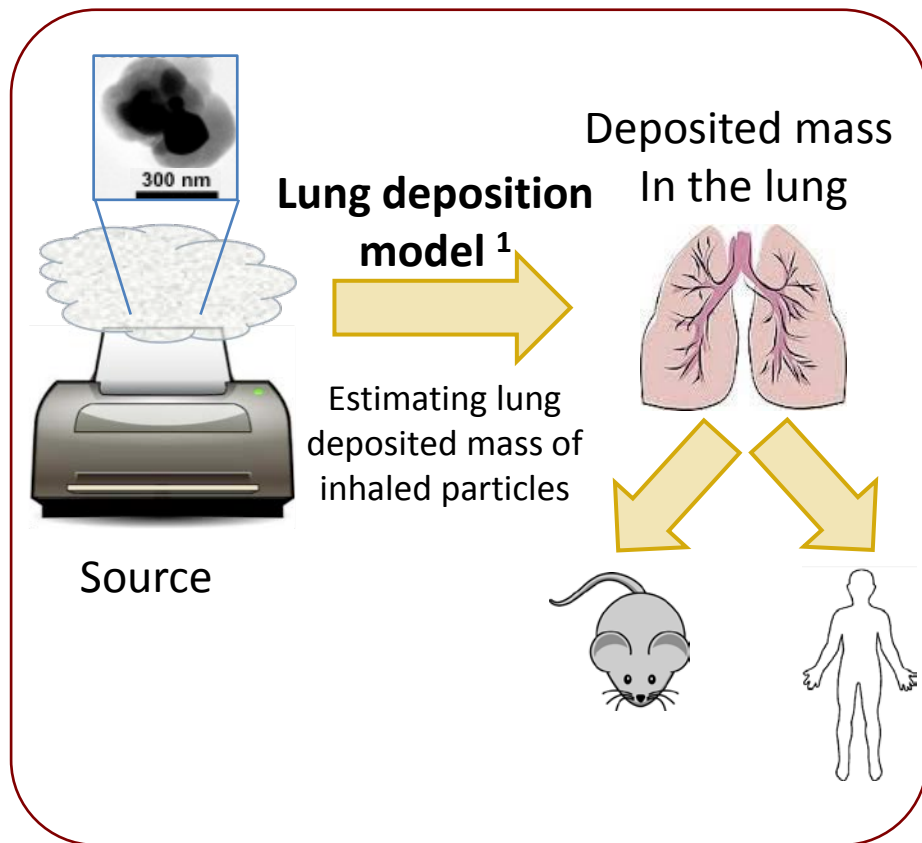 300 nm
Lung deposition
model 1
Deposited mass
In the lung
Estimating lung
deposited mass of
inhaled particles
Source